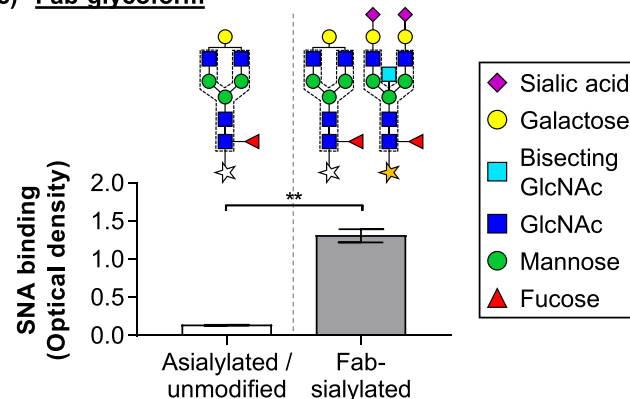 Fab-glycoform
Sialic acid
Galactose
Bisecting
GlcNAc
GlcNAc
Mannose
Fucose
SNA binding
(Optical density)
2.0
1.5
1.0
0.5
0.0
**
Asialylated /
unmodified
Fab-
sialylated